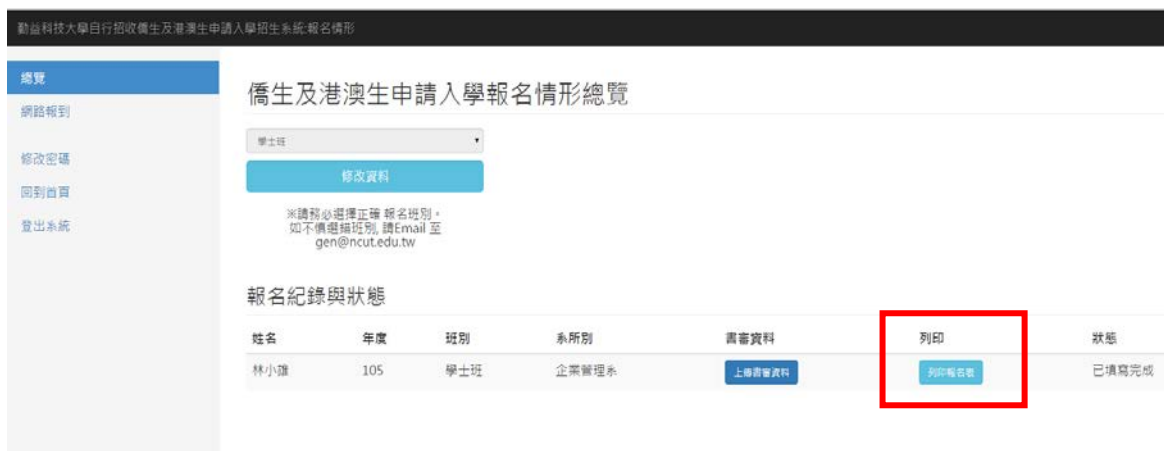 勤益科技大學自行招收僑生及港澳生申請入學招生系統:報名情形
總覽
網路報到
修改密碼
回到首頁
登出系統
僑生及港澳生申請入學報名情形總覽
學士班
修改資料
※請務必選擇正確 報名班別。
如不慎選錯班別, 請Email 至
gen@ncut.edu.tw
報名紀錄與狀態
姓名 年度 班別 系所別 書審資料 列印 狀態
林小雄 105 學士班 企業管理系 上傳書審資料 列印報名表 已填寫完成